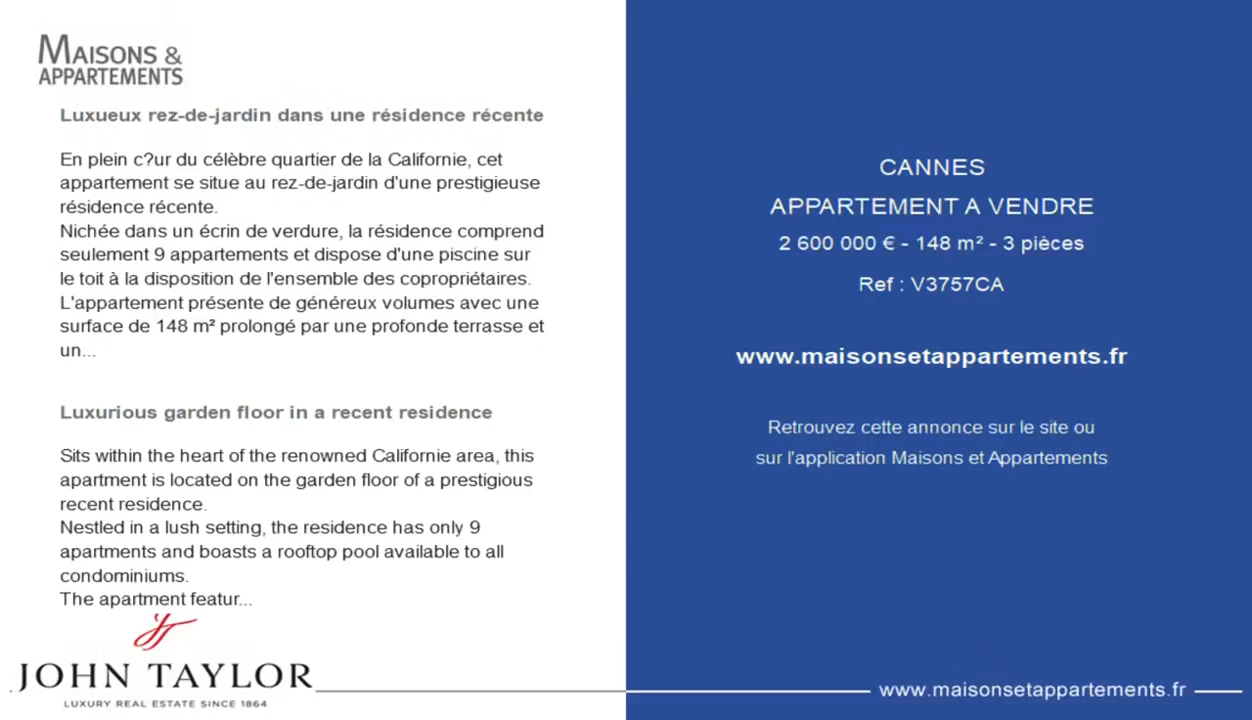 MAISONS &
APPARTEMENTS
Luxueux rez-de-jardin dans une résidence récente
En plein c?ur du célèbre quartier de la Californie, cet
appartement se situe au rez-de-jardin d'une prestigieuse
résidence récente.
Nichée dans un écrin de verdure, la résidence comprend
seulement 9 appartements et dispose d'une piscine sur
le toit à la disposition de l'ensemble des copropriétaires.
L'appartement présente de généreux volumes avec une
surface de 148 m² prolongé par une profonde terrasse et
un...
Luxurious garden floor in a recent residence
Sits within the heart of the renowned Californie area, this
apartment is located on the garden floor of a prestigious
recent residence.
Nestled in a lush setting, the residence has only 9
apartments and boasts a rooftop pool available to all
condominiums.
The apartment featur...
JOHN TAYLOR
LUXURY REAL ESTATE SINCE 1864
CANNES
APPARTEMENT A VENDRE
2 600 000 € - 148 m² - 3 pièces
Ref : V3757CA
www.maisonsetappartements.fr
Retrouvez cette annonce sur le site ou
sur l'application Maisons et Appartements
www.maisonsetappartements.fr